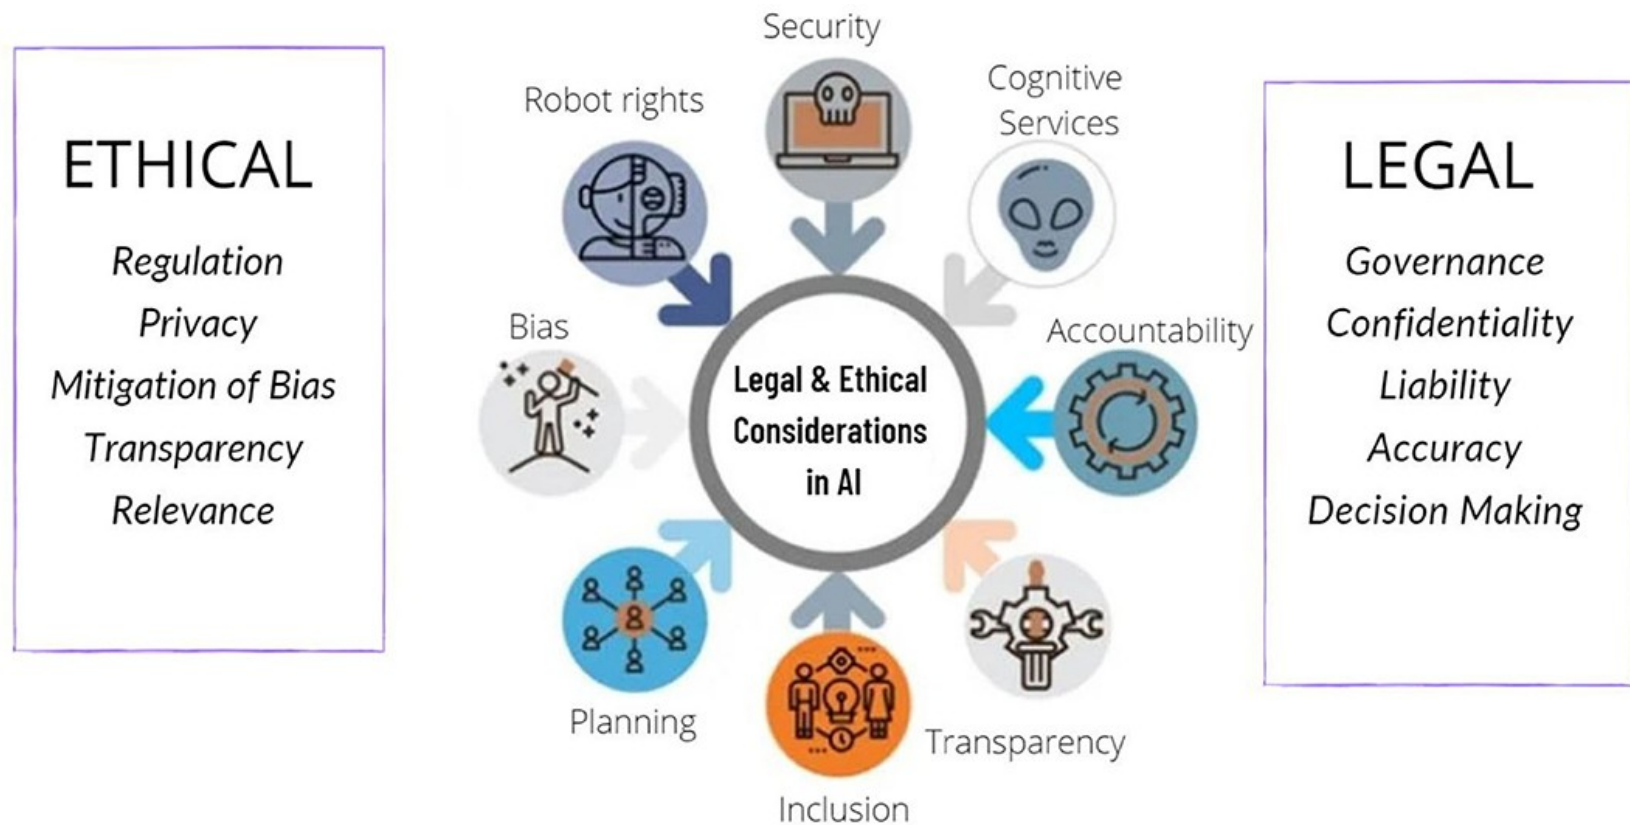 ETHICAL
Regulation
Privacy
Mitigation of Bias
Transparency
Relevance
Security
Robot rights
Cognitive
Services
Bias
Accountability
Legal & Ethical
Considerations
in AI
Planning
Transparency
Inclusion
LEGAL
Governance
Confidentiality
Liability
Accuracy
Decision Making